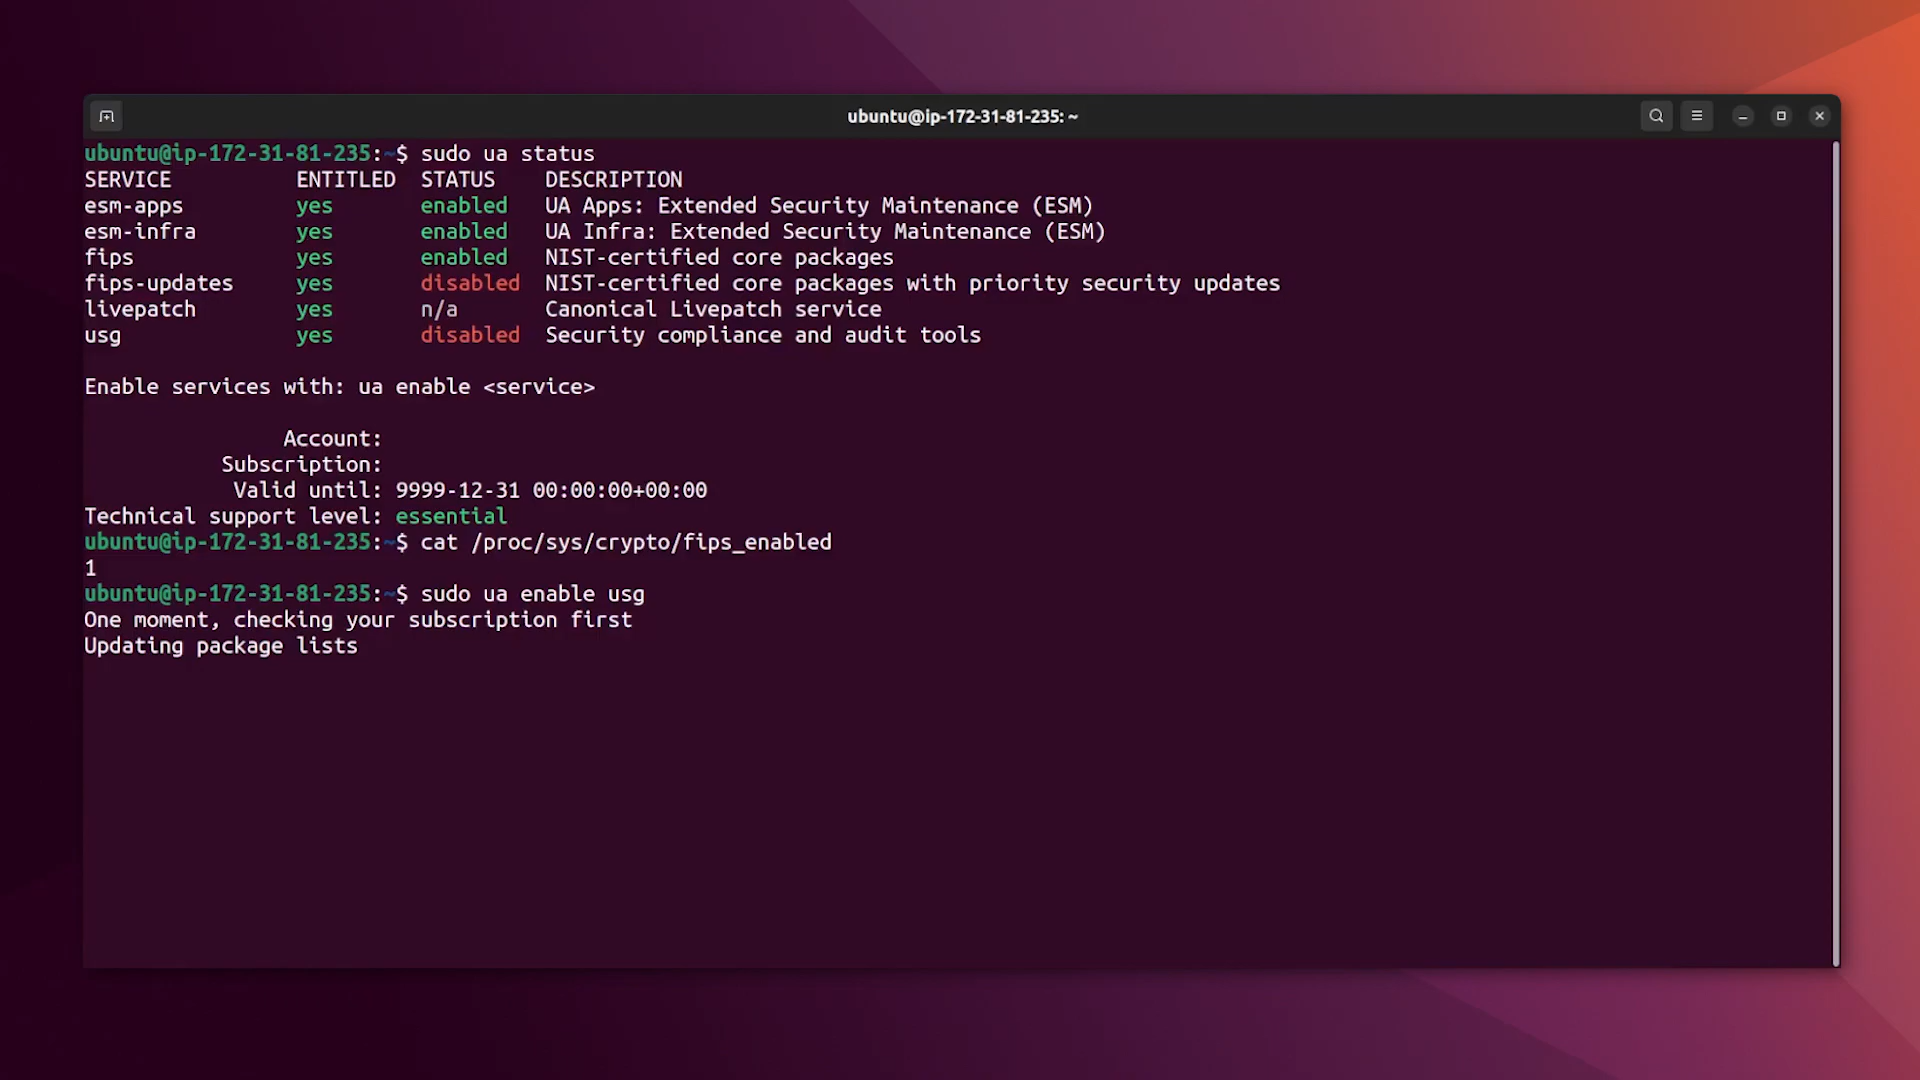 ubuntu@ip-172-31-81-235: ~
ubuntu@ip-172-31-81-235:~$ sudo ua status
SERVICE          ENTITLED  STATUS    DESCRIPTION
esm-apps         yes       enabled   UA Apps: Extended Security Maintenance (ESM)
esm-infra        yes       enabled   UA Infra: Extended Security Maintenance (ESM)
fips             yes       enabled   NIST-certified core packages
fips-updates     yes       disabled  NIST-certified core packages with priority security updates
livepatch        yes       n/a       Canonical Livepatch service
usg              yes       disabled  Security compliance and audit tools
Enable services with: ua enable <service>
Account:
Subscription:
Valid until: 9999-12-31 00:00:00+00:00
Technical support level: essential
ubuntu@ip-172-31-81-235:~$ cat /proc/sys/crypto/fips_enabled
1
ubuntu@ip-172-31-81-235:~$ sudo ua enable usg
One moment, checking your subscription first
Updating package lists